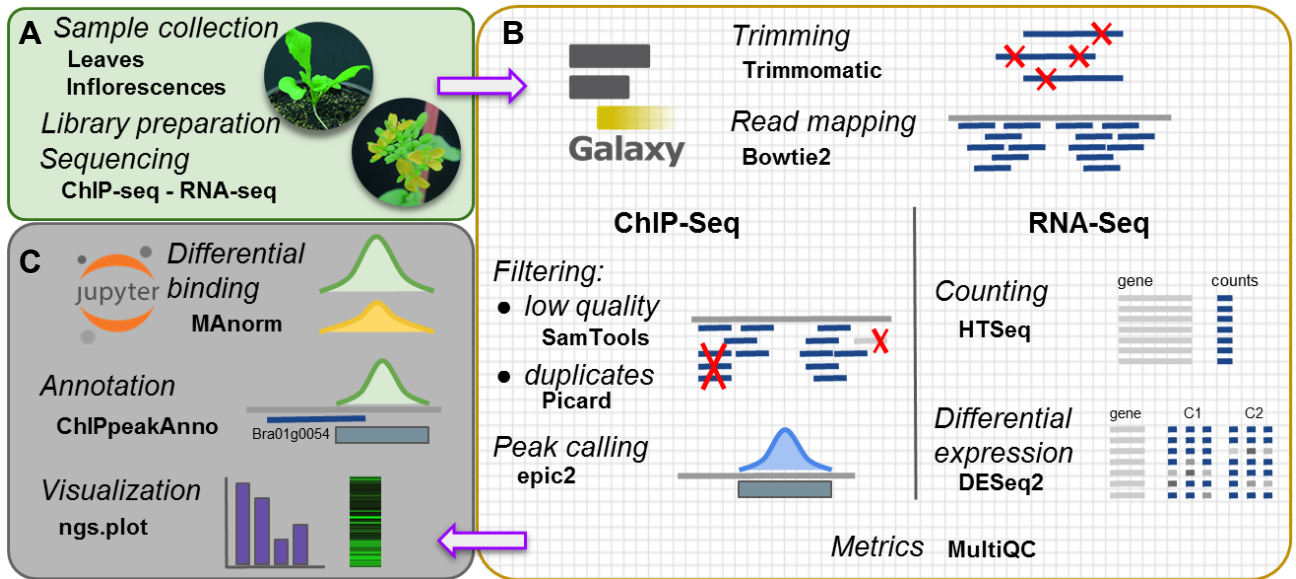 A
Sample collection
Leaves
Inflorescences
Library preparation
Sequencing
ChIP-seq - RNA-seq
B
Galaxy
Trimming
Trimmomatic
Read mapping
Bowtie2
ChIP-Seq
Filtering:
● low quality
SamTools
● duplicates
Picard
Peak calling
epic2
RNA-Seq
Counting
HTSeq
gene counts
Differential
expression
DESeq2
gene C1 C2
Metrics MultiQC
C
jupyter
Differential
binding
MAnorm
Annotation
ChIPpeakAnno
Bra01g0054
Visualization
ngs.plot